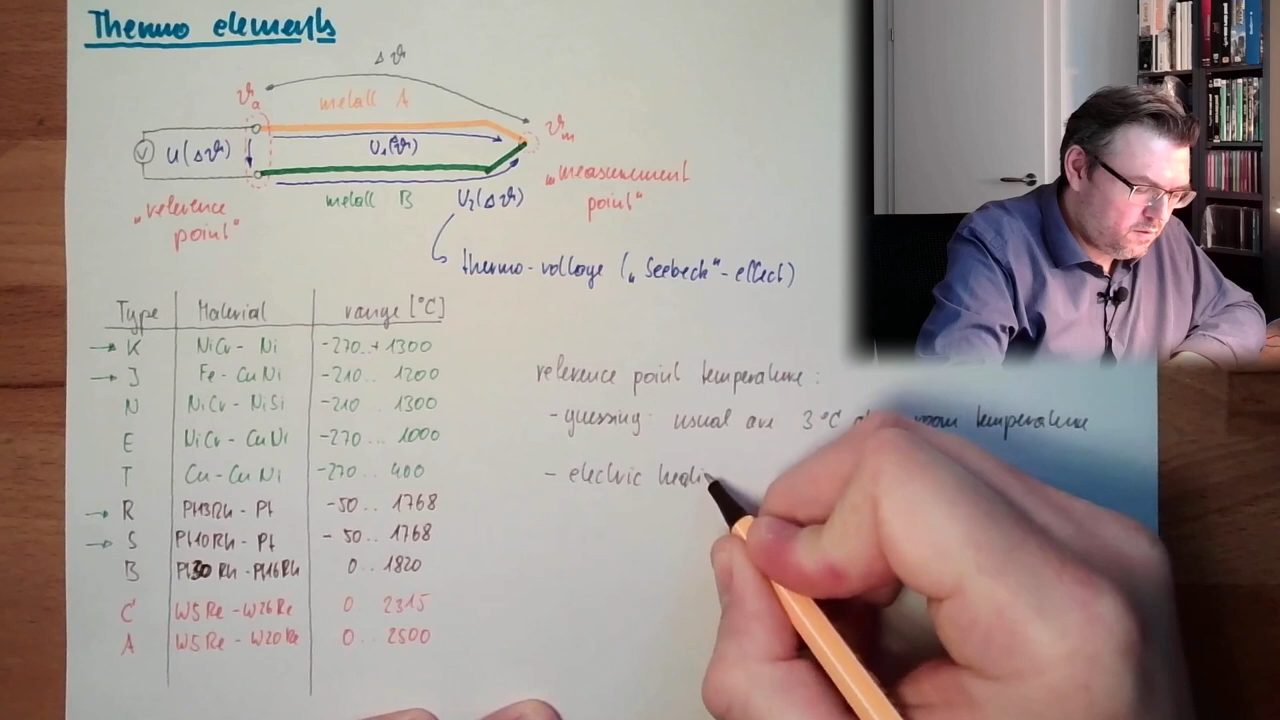 Thermo elements
Δϑ
ϑa
metall A
ϑm
V
U(Δϑ)
U1(ϑ)
„measurement
point"
metall B
U2(Δϑ)
„reference
point"
thermo-voltage („Seebeck"-effect)
Type Material range [°C]
K NiCr - Ni -270..+1300
J Fe - CuNi -210.. 1200
N NiCr - NiSi -210.. 1300
E NiCr - CuNi -270... 1000
T Cu - CuNi -270... 400
R Pt13Rh - Pt -50.. 1768
S Pt10Rh - Pt -50.. 1768
B Pt30Rh - Pt6Rh 0.. 1820
C W5Re - W26Re 0 2315
A W5Re - W20Re 0.. 2500
reference point temperature:
- guessing: usual are 3°C room temperature
- electric heati